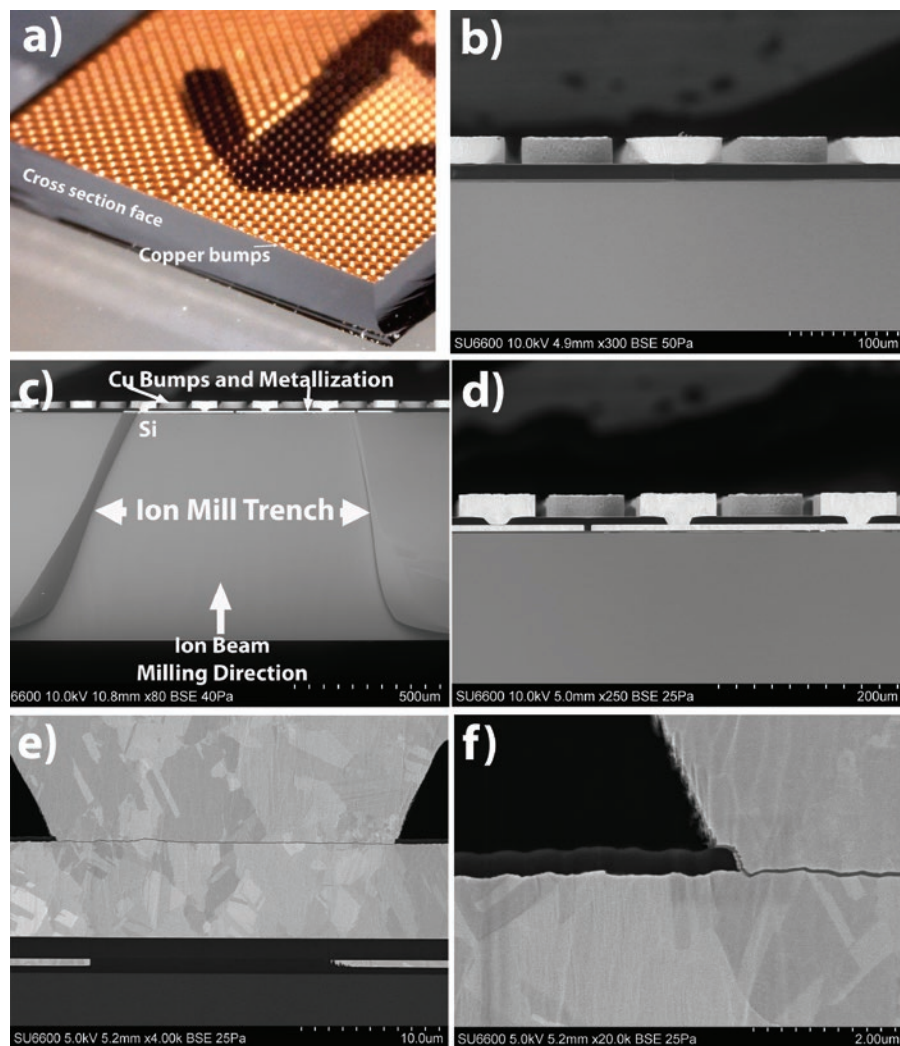 a)
Cross section face
Copper bumps
b)
SU6600 10.0kV 4.9mm x300 BSE 50Pa
100um
c)
Cu Bumps and Metallization
Si
Ion Mill Trench
Ion Beam
Milling Direction
6600 10.0kV 10.8mm x80 BSE 40Pa
500um
d)
SU6600 10.0kV 5.0mm x250 BSE 25Pa
200um
e)
SU6600 5.0kV 5.2mm x4.00k BSE 25Pa
10.0um
f)
SU6600 5.0kV 5.2mm x20.0k BSE 25Pa
2.00um